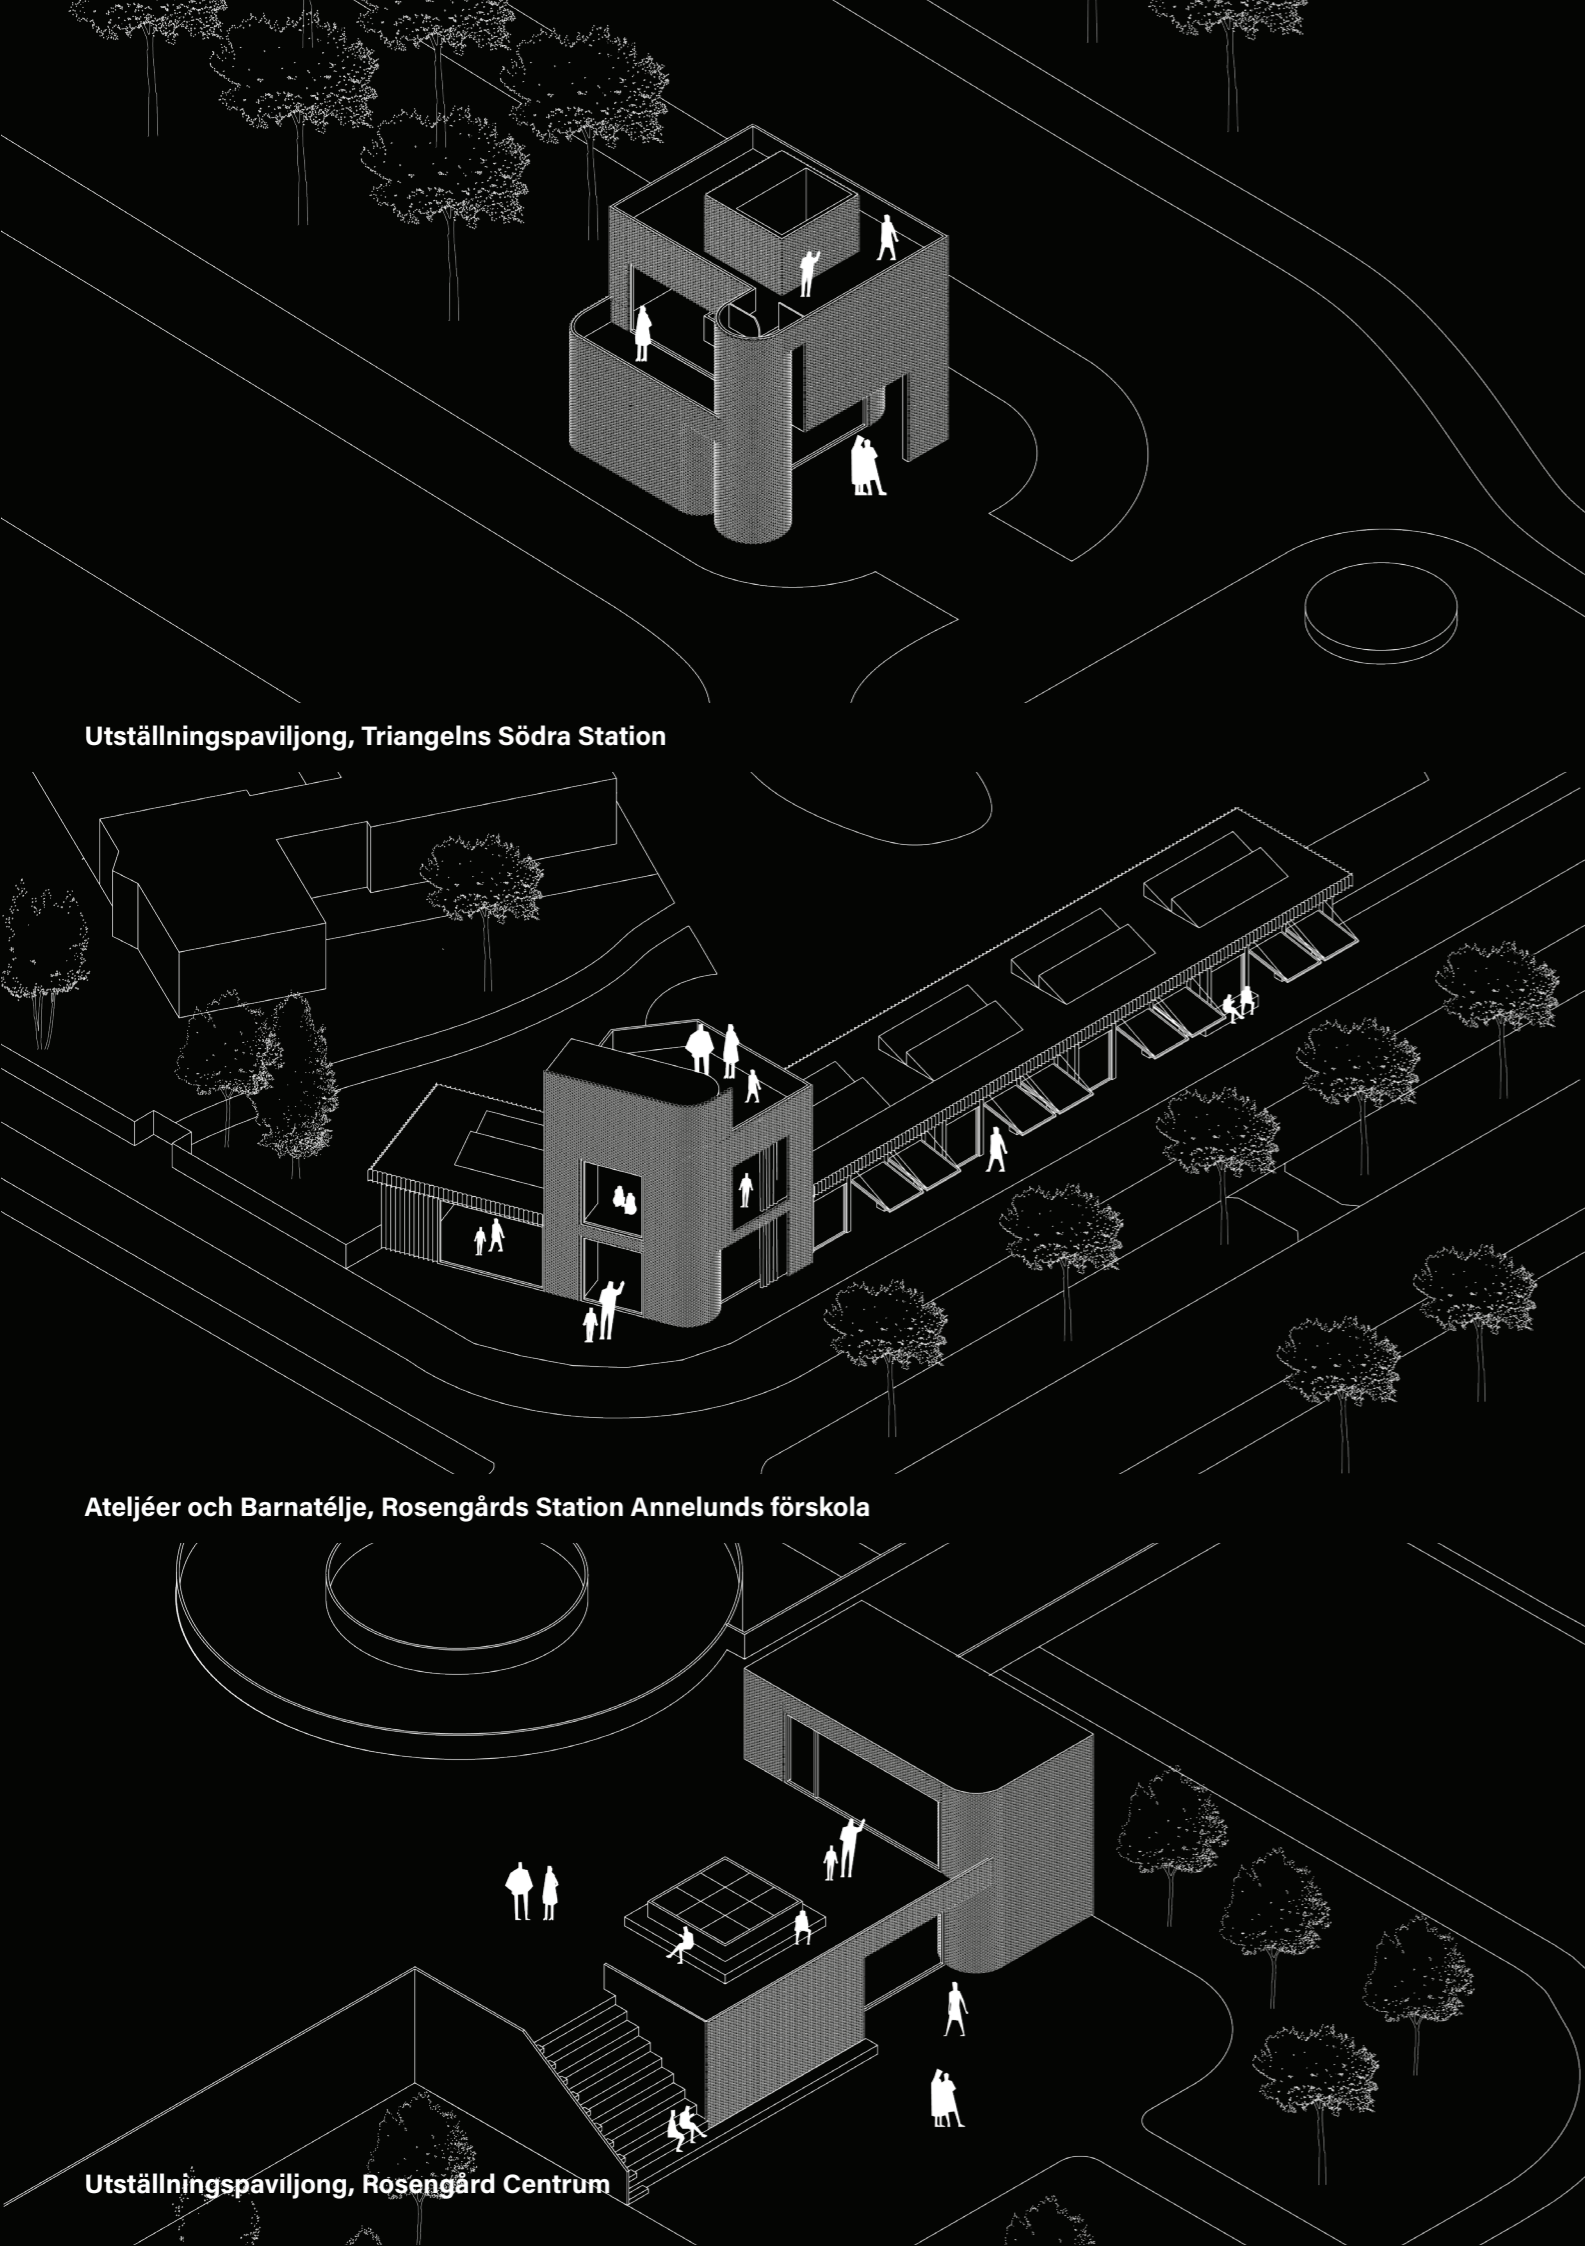 Utställningspaviljong, Triangelns Södra Station
Ateljéer och Barnatélje, Rosengårds Station Annelunds förskola
Utställningspaviljong, Rosengård Centrum